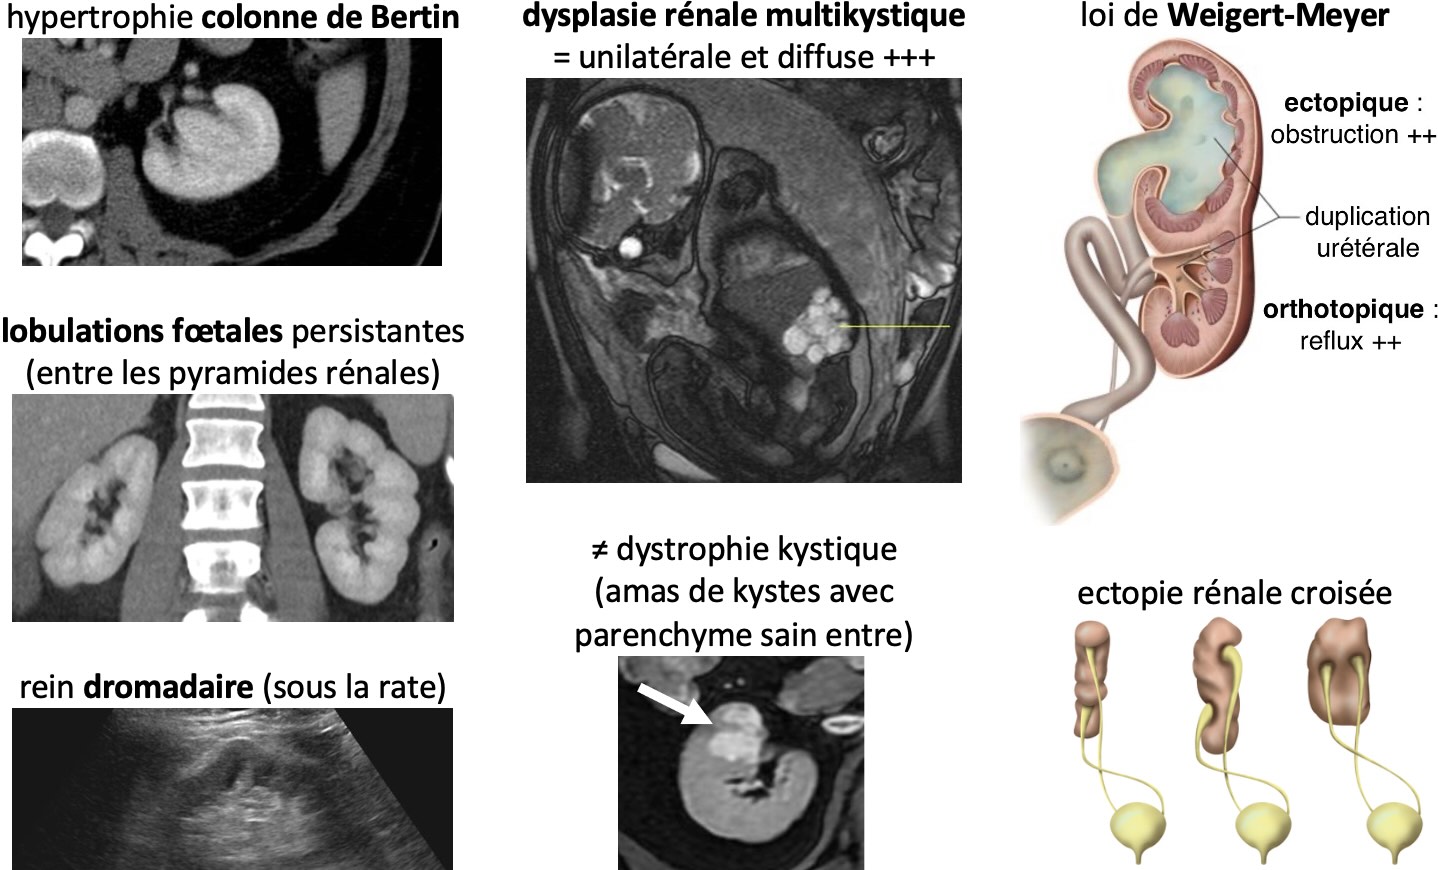 hypertrophie colonne de Bertin
lobulations fœtales persistantes
(entre les pyramides rénales)
rein dromadaire (sous la rate)
dysplasie rénale multikystique
= unilatérale et diffuse +++
≠ dystrophie kystique
(amas de kystes avec
parenchyme sain entre)
loi de Weigert-Meyer
ectopique :
obstruction ++
duplication
urétérale
orthotopique :
reflux ++
ectopie rénale croisée